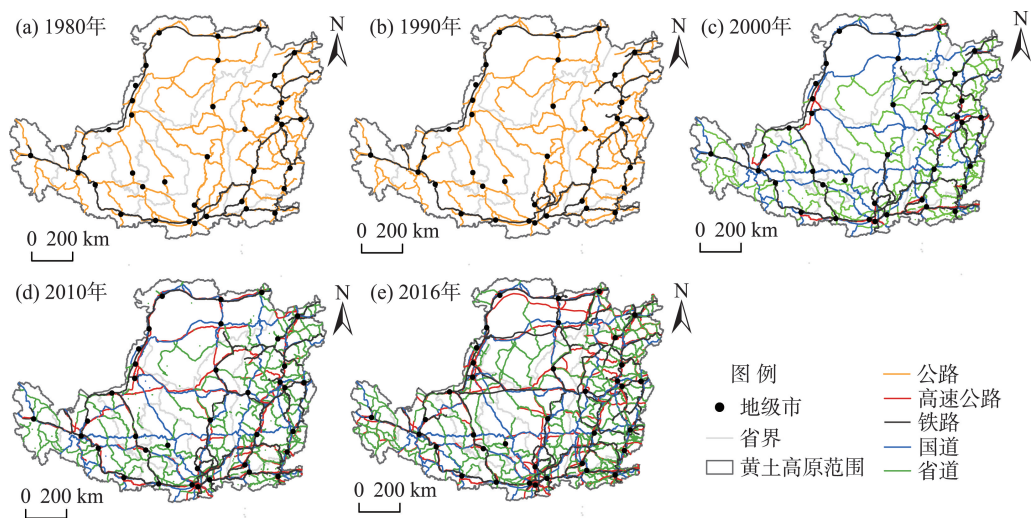 (a) 1980年
N
0 200 km
(b) 1990年
N
0 200 km
(c) 2000年
N
0 200 km
(d) 2010年
N
0 200 km
(e) 2016年
N
0 200 km
图 例
地级市
省界
黄土高原范围
公路
高速公路
铁路
国道
省道